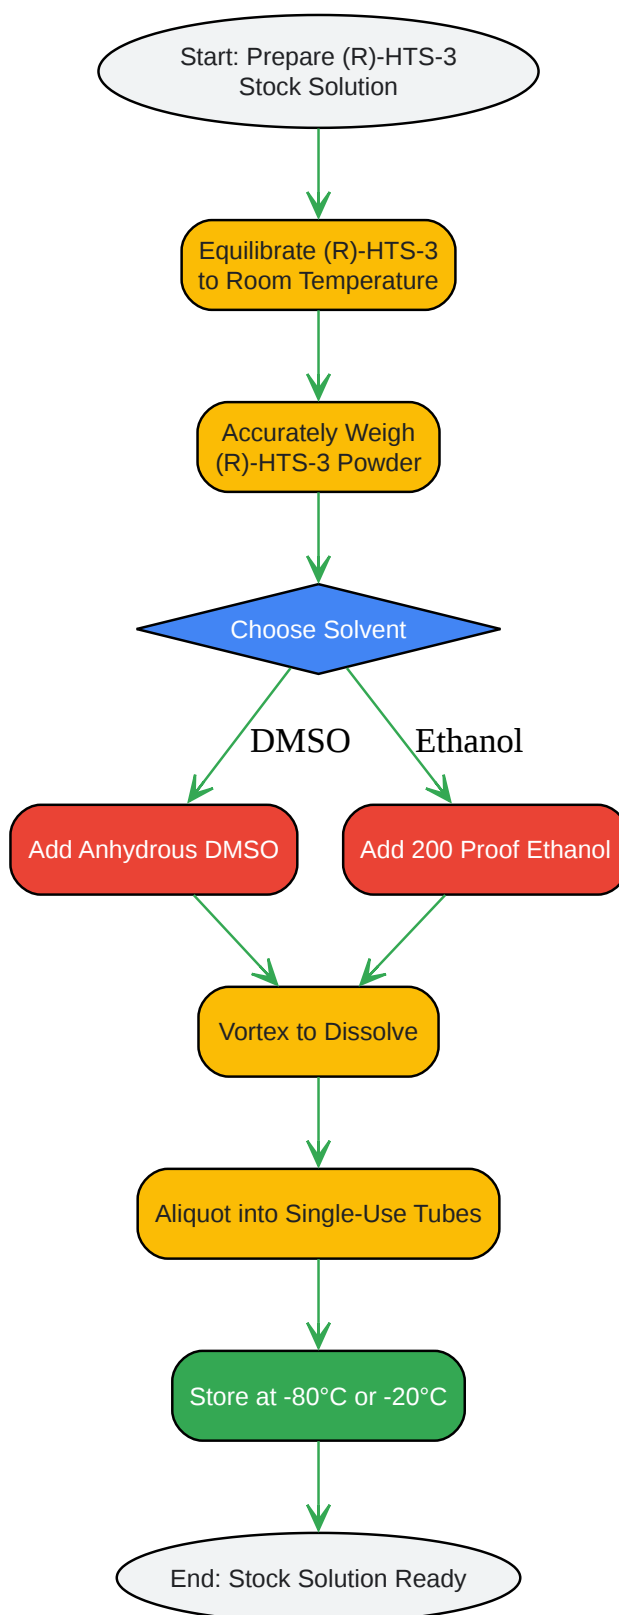 Start: Prepare (R)-HTS-3
Stock Solution
Equilibrate (R)-HTS-3
to Room Temperature
Accurately Weigh
(R)-HTS-3 Powder
Choose Solvent
DMSO
Ethanol
Add Anhydrous DMSO
Add 200 Proof Ethanol
Vortex to Dissolve
Aliquot into Single-Use Tubes
Store at -80°C or -20°C
End: Stock Solution Ready